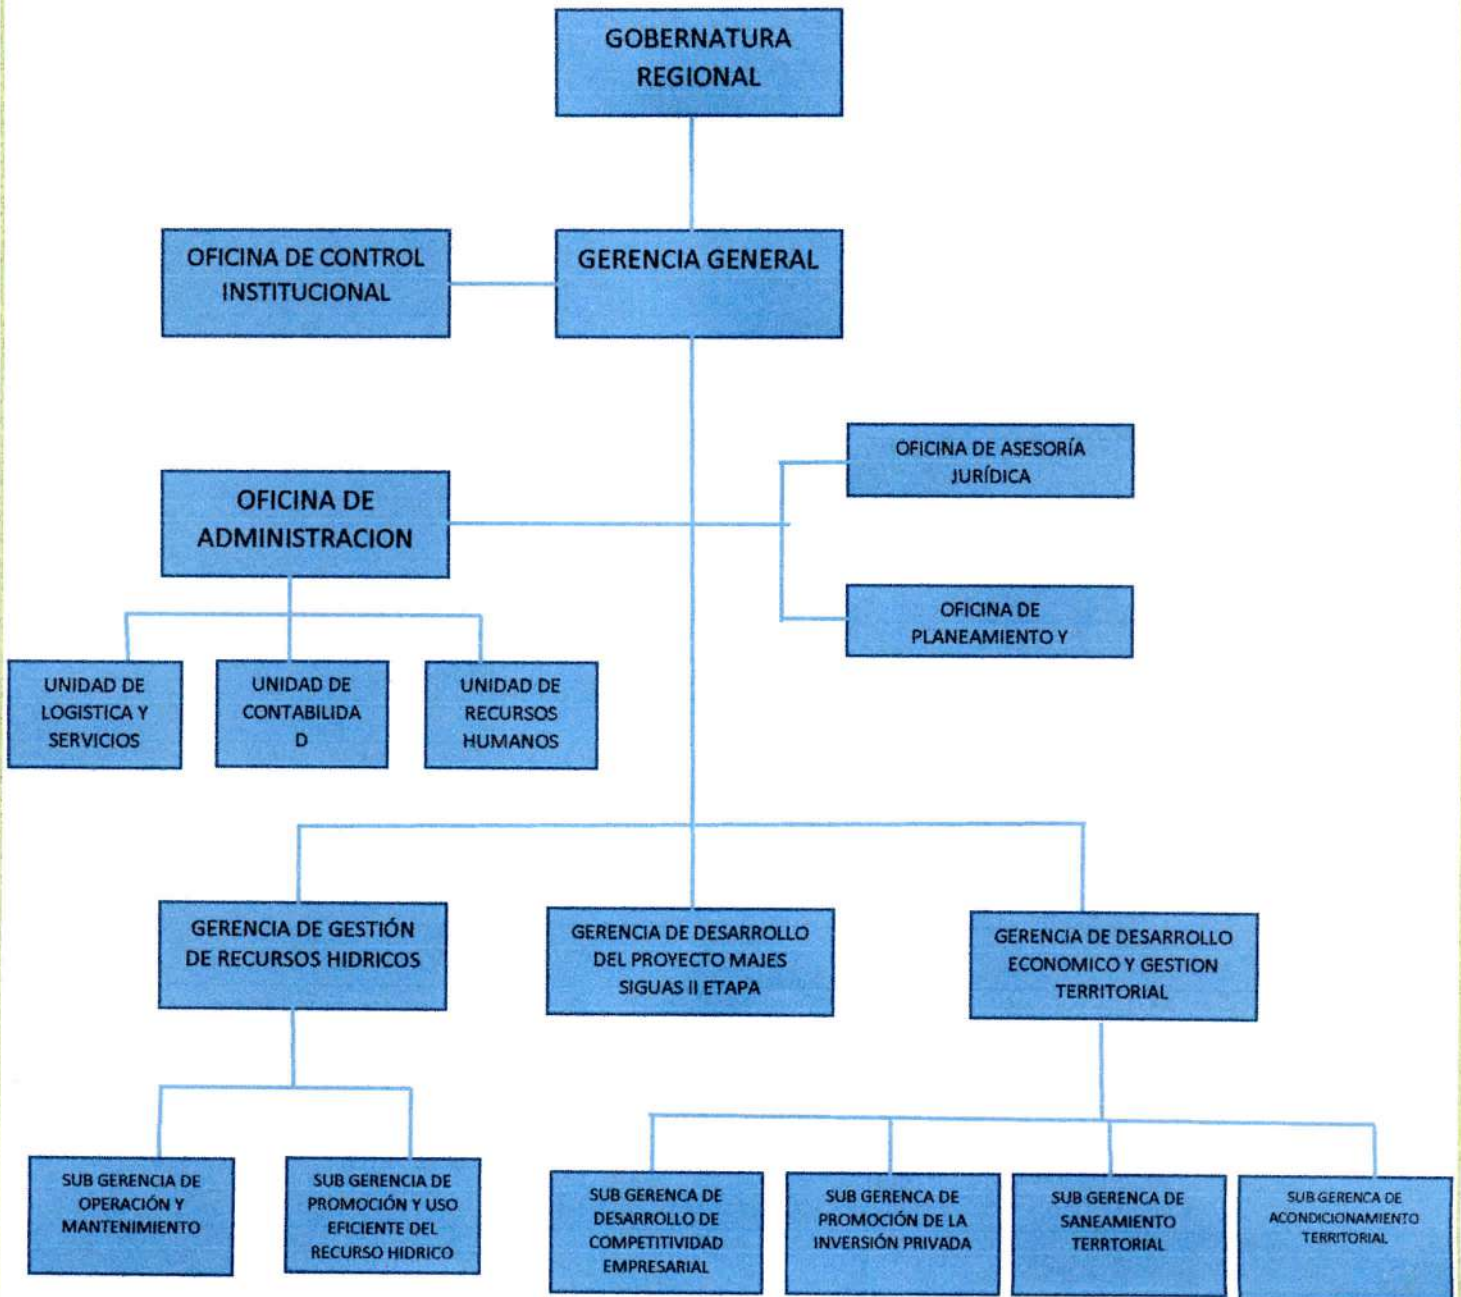 GOBERNATURA
REGIONAL
OFICINA DE CONTROL
INSTITUCIONAL
GERENCIA GENERAL
OFICINA DE ASESORÍA
JURÍDICA
OFICINA DE
ADMINISTRACION
OFICINA DE
PLANEAMIENTO Y
UNIDAD DE
LOGISTICA Y
SERVICIOS
UNIDAD DE
CONTABILIDA
D
UNIDAD DE
RECURSOS
HUMANOS
GERENCIA DE GESTIÓN
DE RECURSOS HIDRICOS
GERENCIA DE DESARROLLO
DEL PROYECTO MAJES
SIGUAS II ETAPA
GERENCIA DE DESARROLLO
ECONOMICO Y GESTION
TERRITORIAL
SUB GERENCIA DE
OPERACIÓN Y
MANTENIMIENTO
SUB GERENCIA DE
PROMOCIÓN Y USO
EFICIENTE DEL
RECURSO HIDRICO
SUB GERENCA DE
DESARROLLO DE
COMPETITIVIDAD
EMPRESARIAL
SUB GERENCA DE
PROMOCIÓN DE LA
INVERSIÓN PRIVADA
SUB GERENCA DE
SANEAMIENTO
TERRTORIAL
SUB GERENCA DE
ACONDICIONAMIENTO
TERRITORIAL